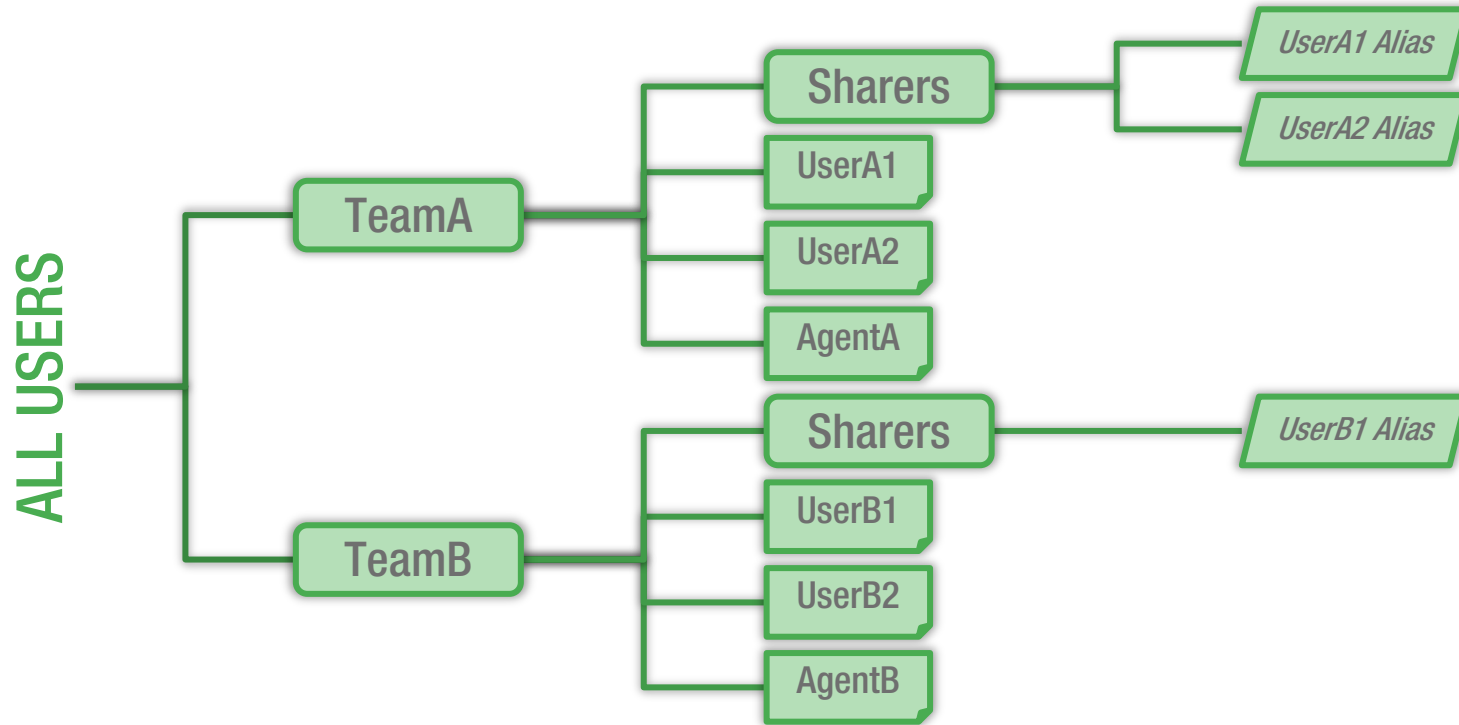 ALL USERS
TeamA
Sharers
UserA1 Alias
UserA2 Alias
UserA1
UserA2
AgentA
TeamB
Sharers
UserB1 Alias
UserB1
UserB2
AgentB